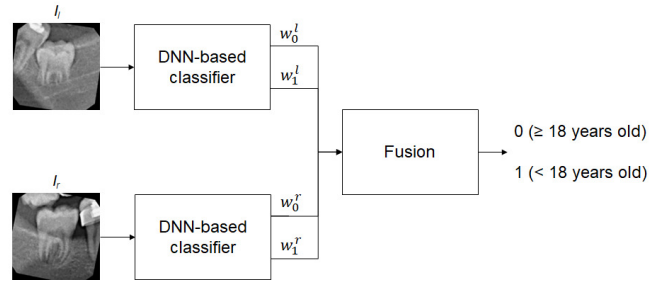 I_l
DNN-based
classifier
w_0^l
w_1^l
Fusion
0 (≥ 18 years old)
1 (< 18 years old)
I_r
DNN-based
classifier
w_0^r
w_1^r